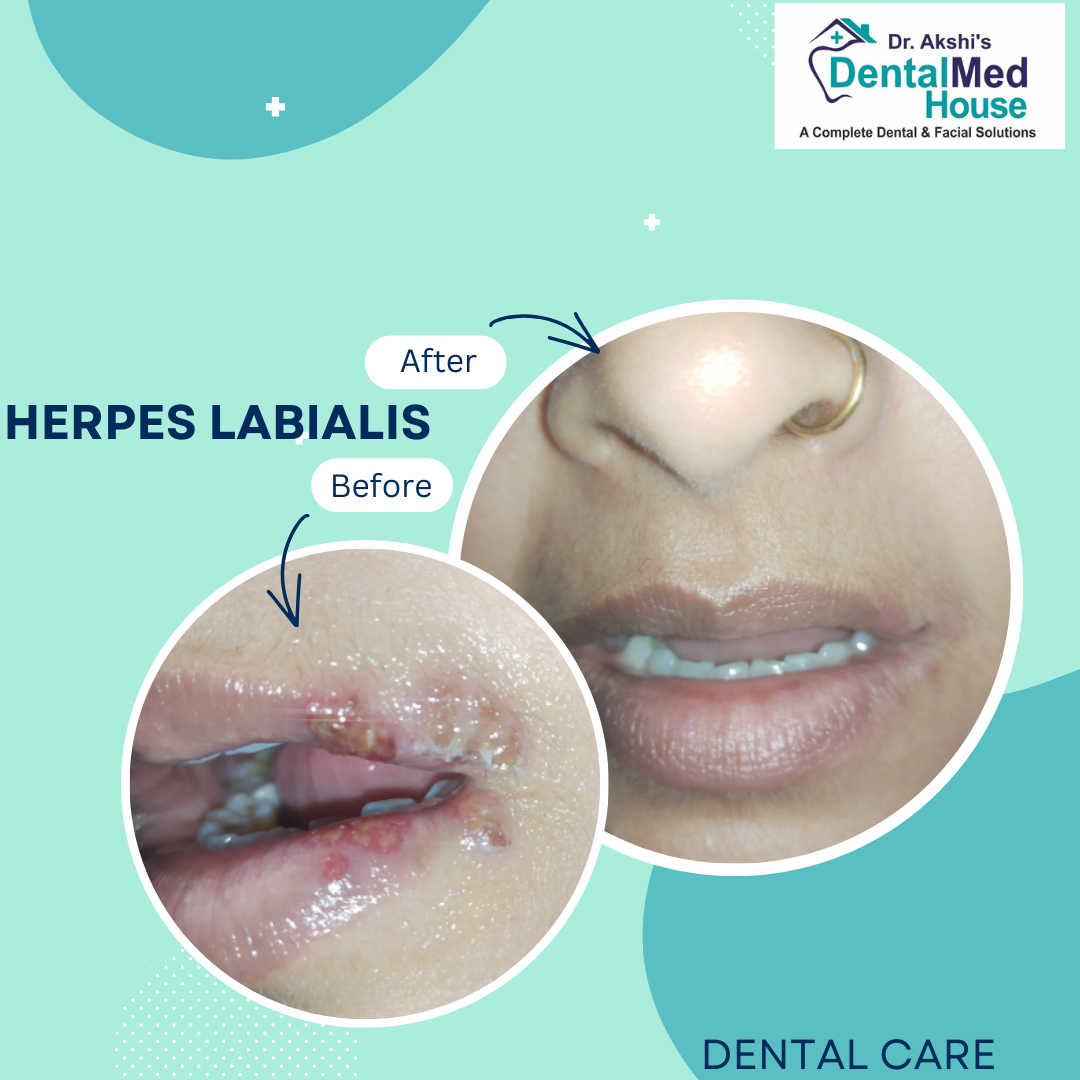 Dr. Akshi's
DentalMed
House
A Complete Dental & Facial Solutions
After
HERPES LABIALIS
Before
DENTAL CARE